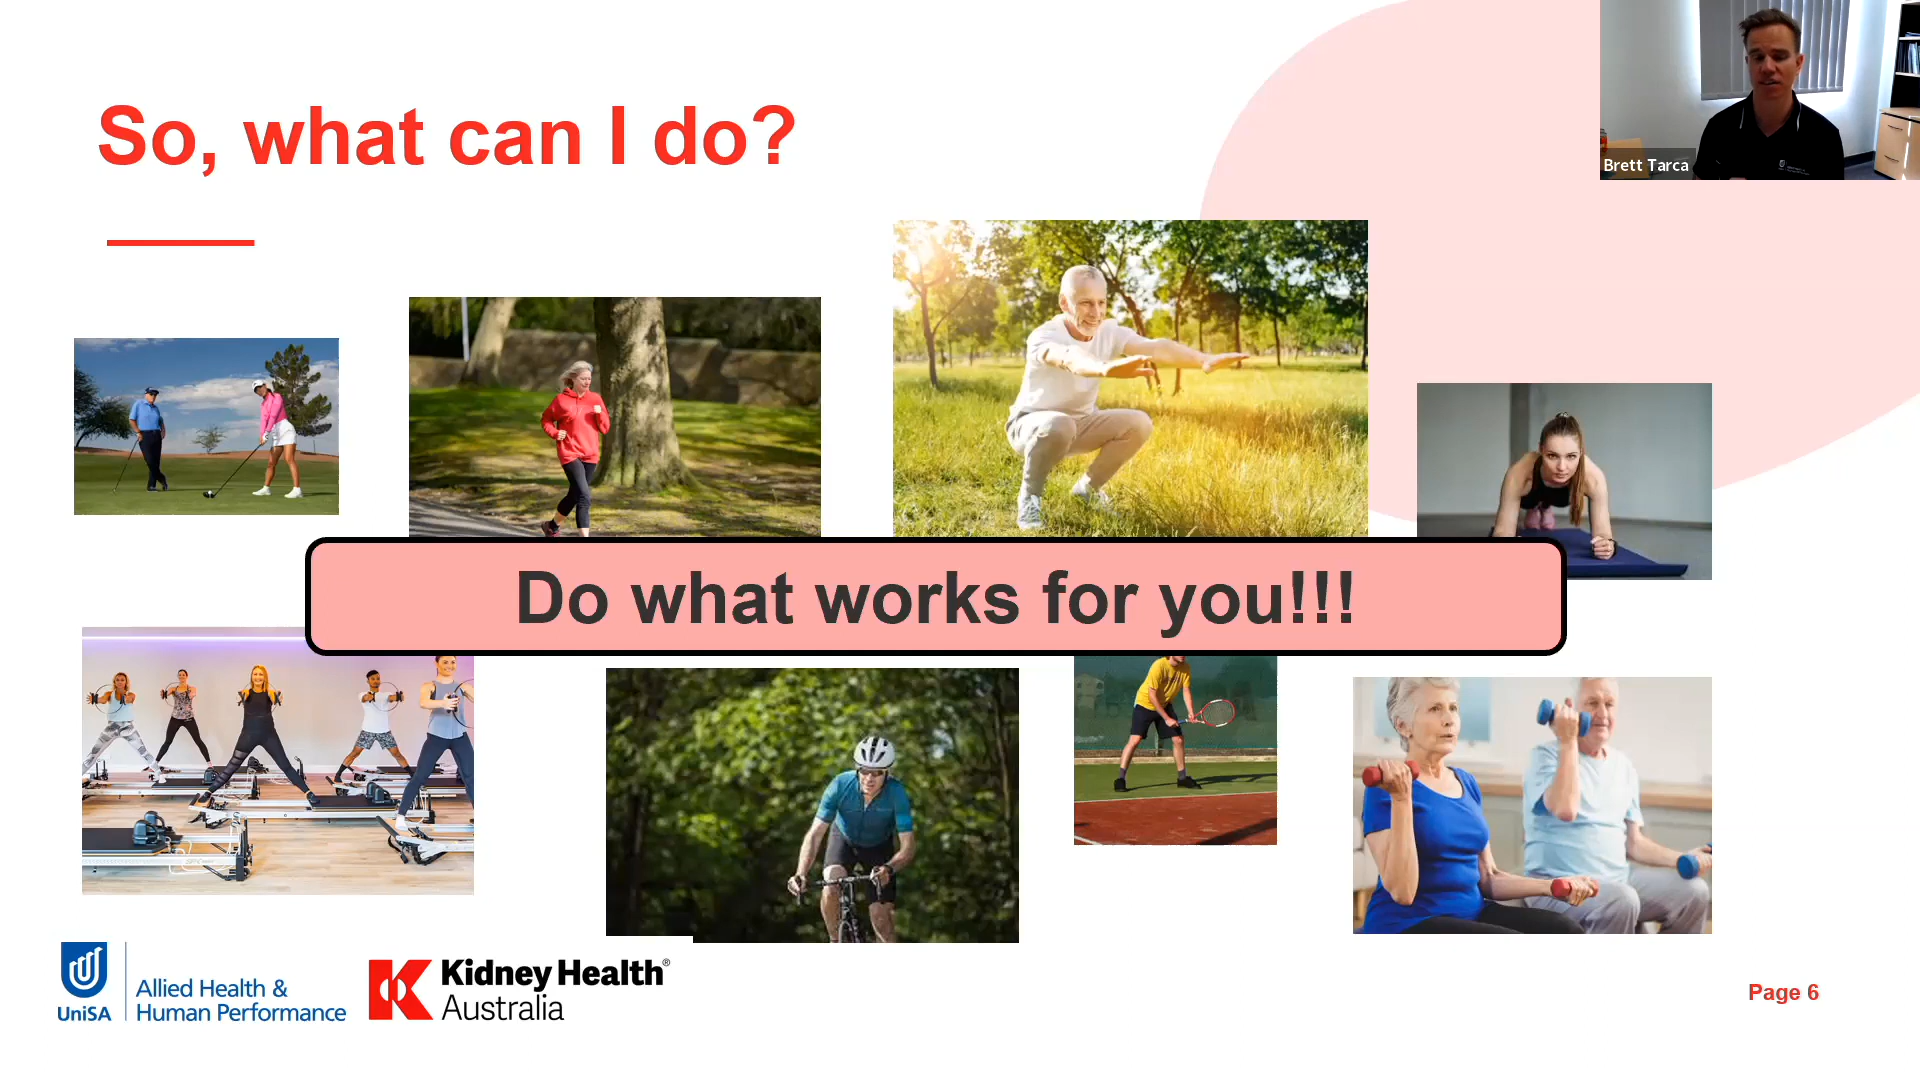 So, what can I do?
Brett Tarca
Do what works for you!!!
UniSA
Allied Health &
Human Performance
Kidney Health®
Australia
Page 6